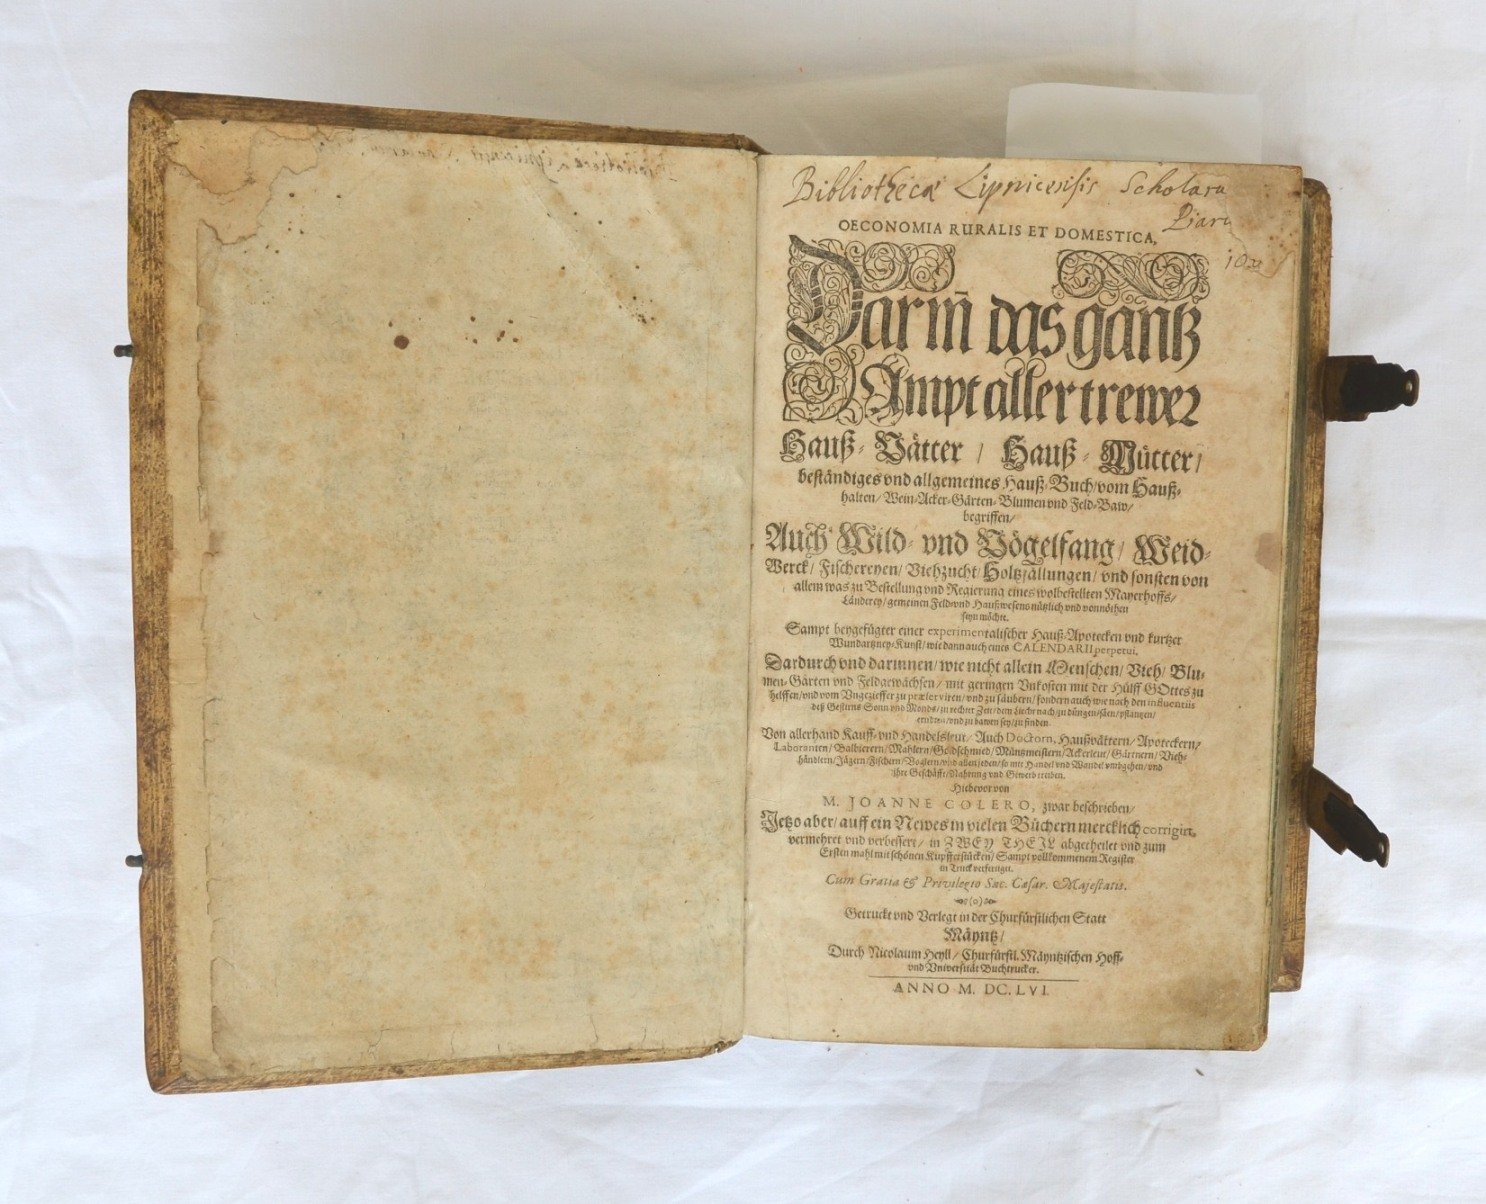 Bibliothecæ Lipnicensis Scholaru
Piaru
OECONOMIA RURALIS ET DOMESTICA,
Darin̄ das gantz
Ampt aller trewer
Hauß-Vätter / Hauß-Mütter /
beständiges vnd allgemeines Hauß-Buch / vom Hauß-
halten / Wein-Acker-Gärten-Blumen vnd Feld-Baw /
begriffen /
Auch Wild- vnd Vögelfang / Weid-
Werck / Fischereyen / Viehzucht / Holtzfällungen / vnd sonsten von
allem was zu Bestellung vnd Regierung eines wolbestellten Mayerhoffs /
Länderey / gemeinen Feld- vnd Haußwesens nützlich vnd vonnöthen
seyn möchte.
Sampt beygefügter einer experimentalischer Hauß-Apotecken vnd kurtzer
Wundartzney-Kunst / wie dann auch eines CALENDARII perpetui.
Dardurch vnd darinnen / wie nicht allein Menschen / Vieh / Blu-
men-Gärten vnd Feldgewächsen / mit geringen Vnkosten mit der Hülff GOttes zu
helffen / vnd vom Vngezieffer zu præserviren / vnd zu säubern / sondern auch wie nach den influentiis
deß Gestirns Sonn vnd Monds / zu rechter Zeit / dem Liecht nach / zu düngen / säen / pflantzen /
erndten / vnd zu bawen sey / zu finden.
Von allerhand Kauff- vnd Handelsleut / Auch Doctorn, Haußvättern / Apoteckern /
Laboranten / Balbierern / Mahlern / Goldschmied / Müntzmeistern / Ackerleut / Gärtnern / Vieh-
händlern / Jägern / Fischern / Voglern / vnd allen / eben / so mit Handel vnd Wandel vmbgehen / vnd
ihre Geschäfft / Nahrung vnd Gewerb treiben.
Hiebevor von
M. JOANNE COLERO, zwar beschrieben /
Jetzo aber / auff ein Newes in vielen Büchern mercklich corrigirt,
vermehret vnd verbessert / in ZWEY THEIL abgetheilet vnd zum
Ersten mahl mit schönen Kupfferstücken / Sampt vollkommenem Register
in Truck verfertiget.
Cum Gratia & Privilegio Sac. Cæsar. Majestatis.
(o)
Getruckt vnd Verlegt in der Churfürstlichen Statt
Mäyntz /
Durch Nicolaum Heyll / Churfürstl. Mäyntzischen Hoff-
vnd Vniversität Buchtrucker.
ANNO M. DC. LVI.